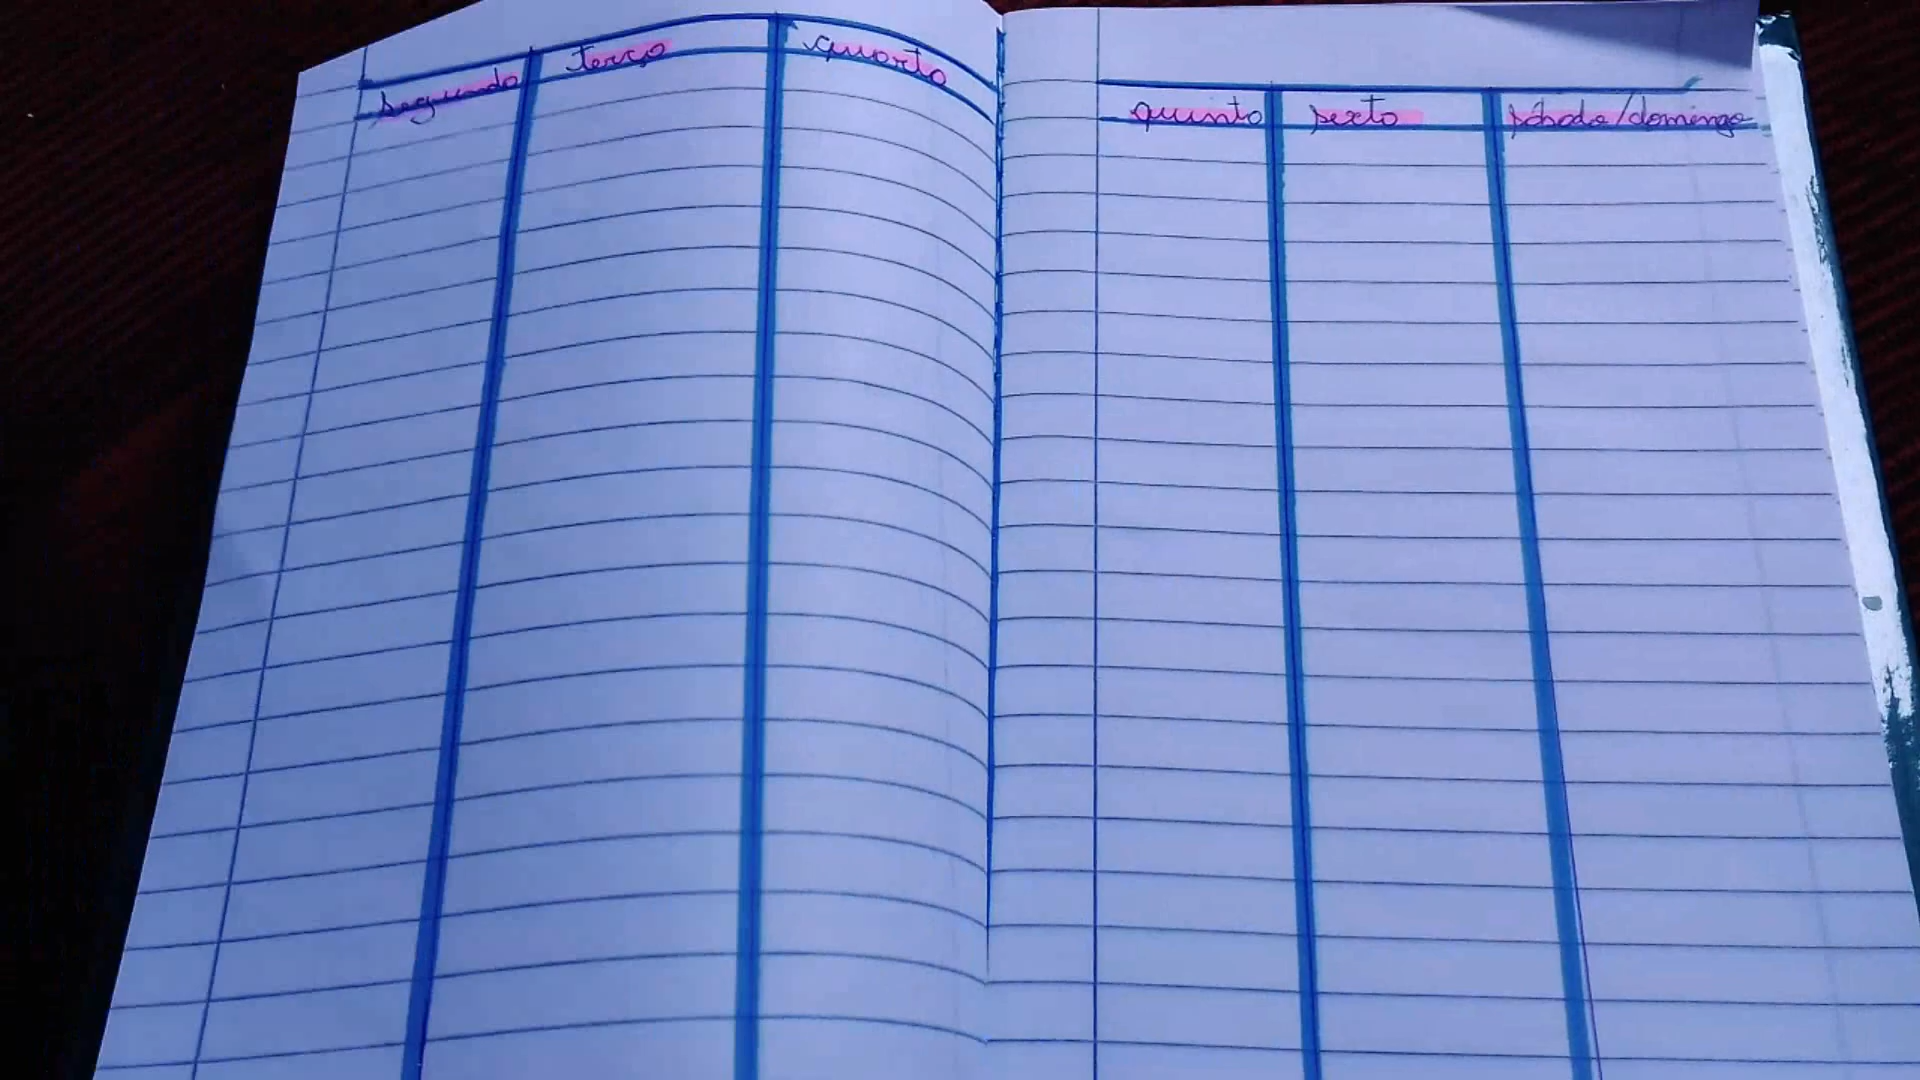 segunda
terça
quarta
quinta
sexta
sábado/domingo